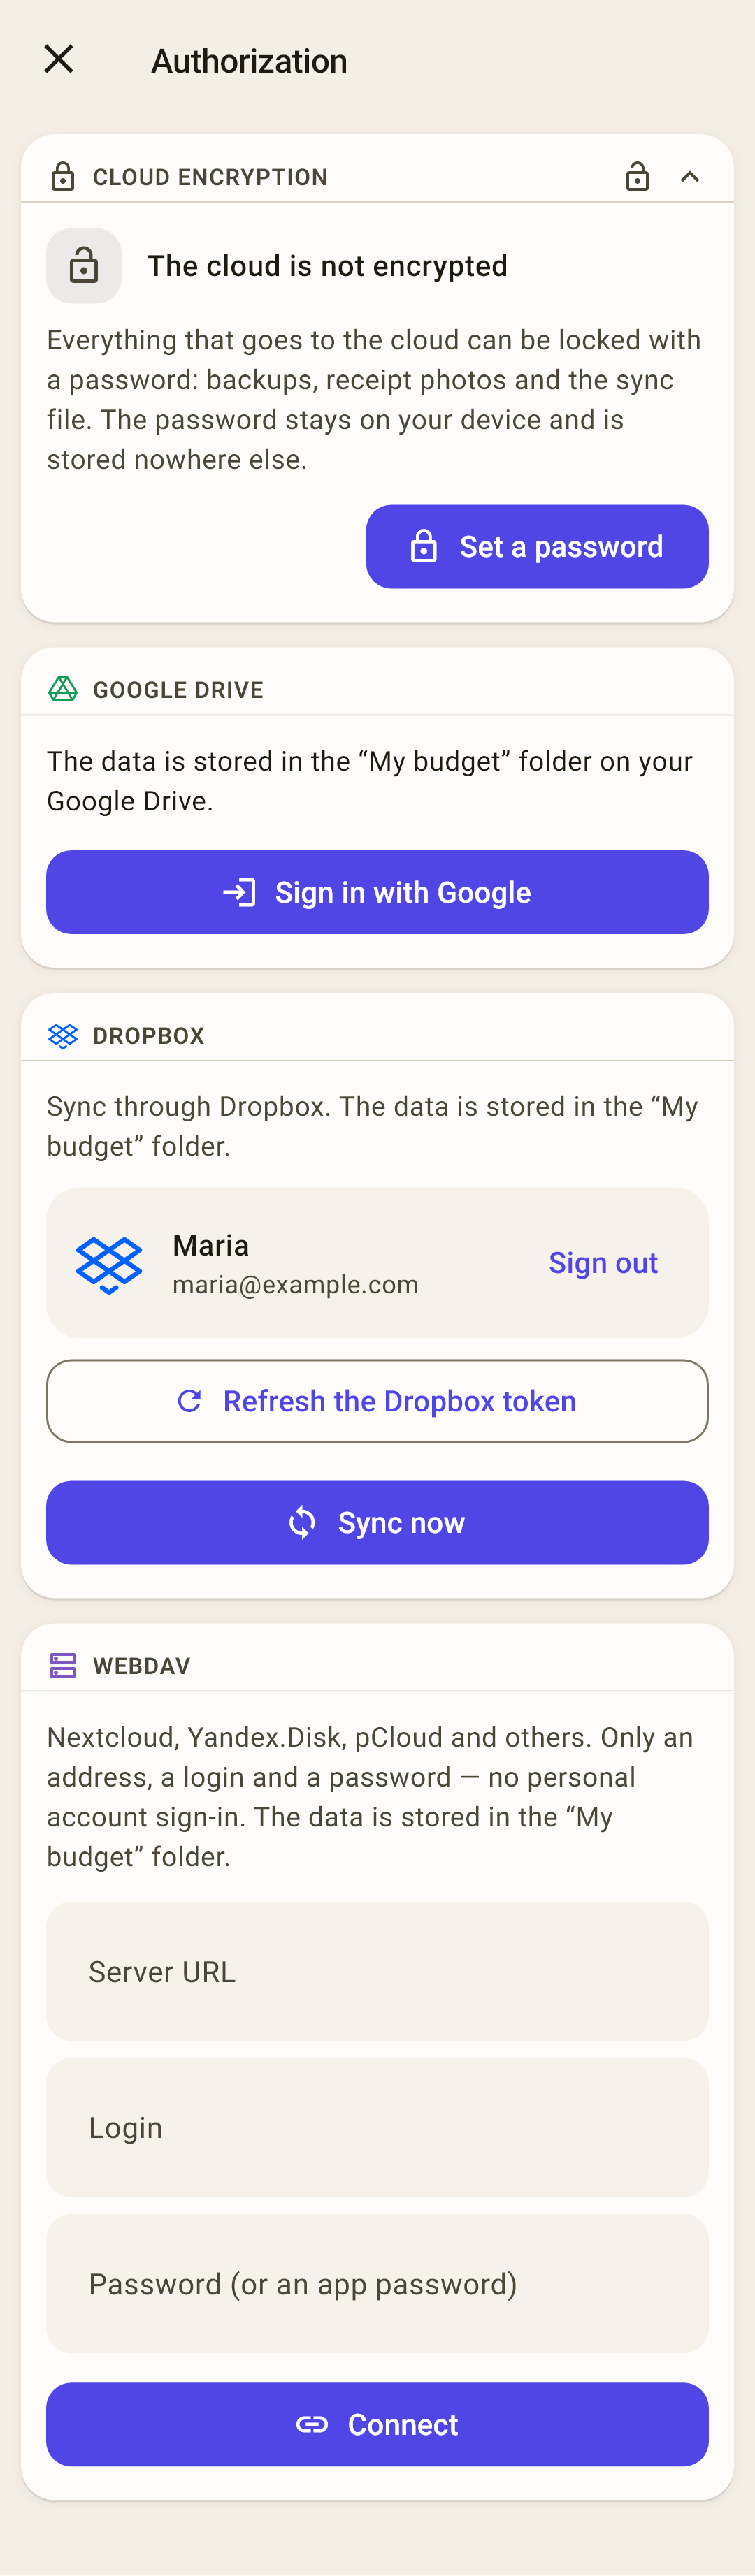 Authorization
CLOUD ENCRYPTION
The cloud is not encrypted
Everything that goes to the cloud can be locked with
a password: backups, receipt photos and the sync
file. The password stays on your device and is
stored nowhere else.
Set a password
GOOGLE DRIVE
The data is stored in the “My budget” folder on your
Google Drive.
Sign in with Google
DROPBOX
Sync through Dropbox. The data is stored in the “My
budget” folder.
Maria
maria@example.com
Sign out
Refresh the Dropbox token
Sync now
WEBDAV
Nextcloud, Yandex.Disk, pCloud and others. Only an
address, a login and a password — no personal
account sign-in. The data is stored in the “My
budget” folder.
Server URL
Login
Password (or an app password)
Connect